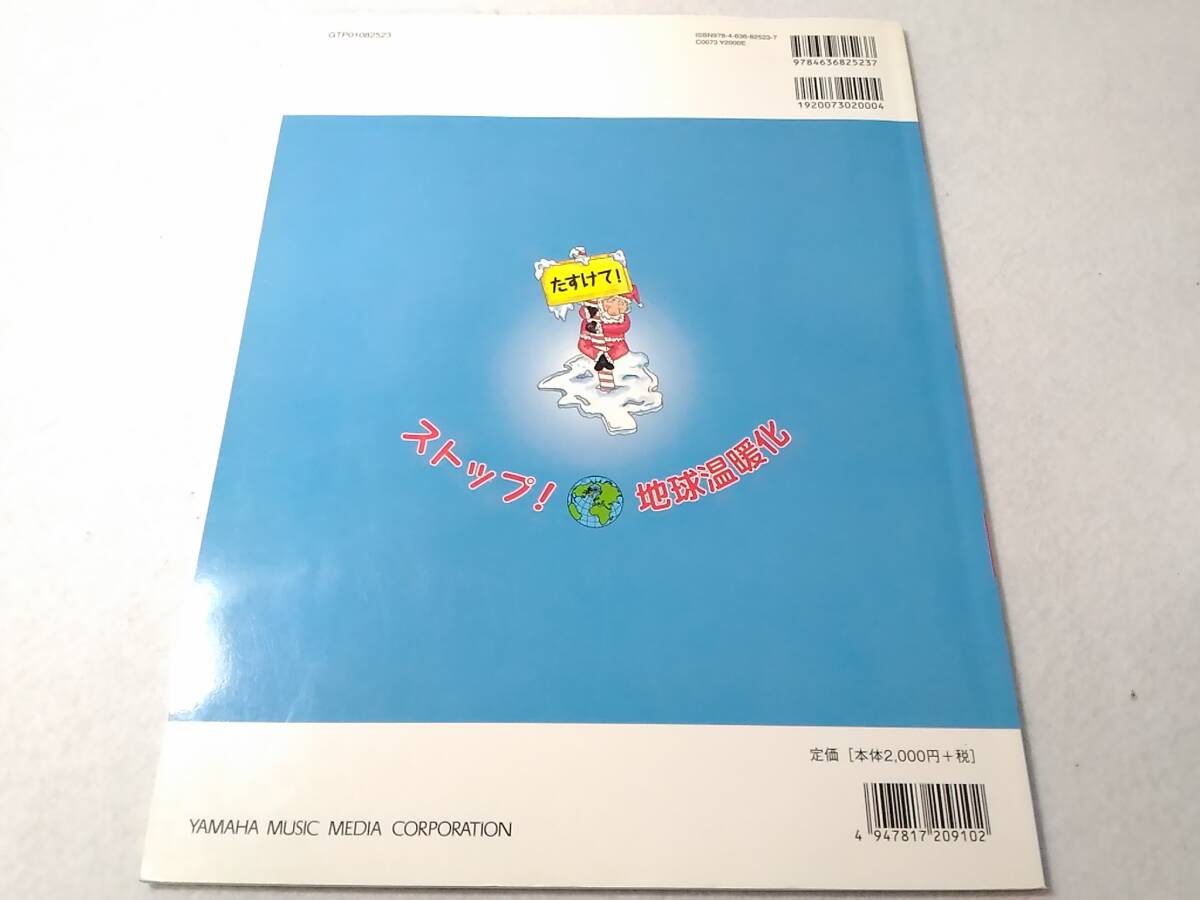 GTP01082523
ISBN978-4-636-82523-7
C0073 ¥2000E
9784636825237
1920073020004
たすけて!
ストップ! 地球温暖化
定価 [本体2,000円+税]
4 947817 209102
YAMAHA MUSIC MEDIA CORPORATION